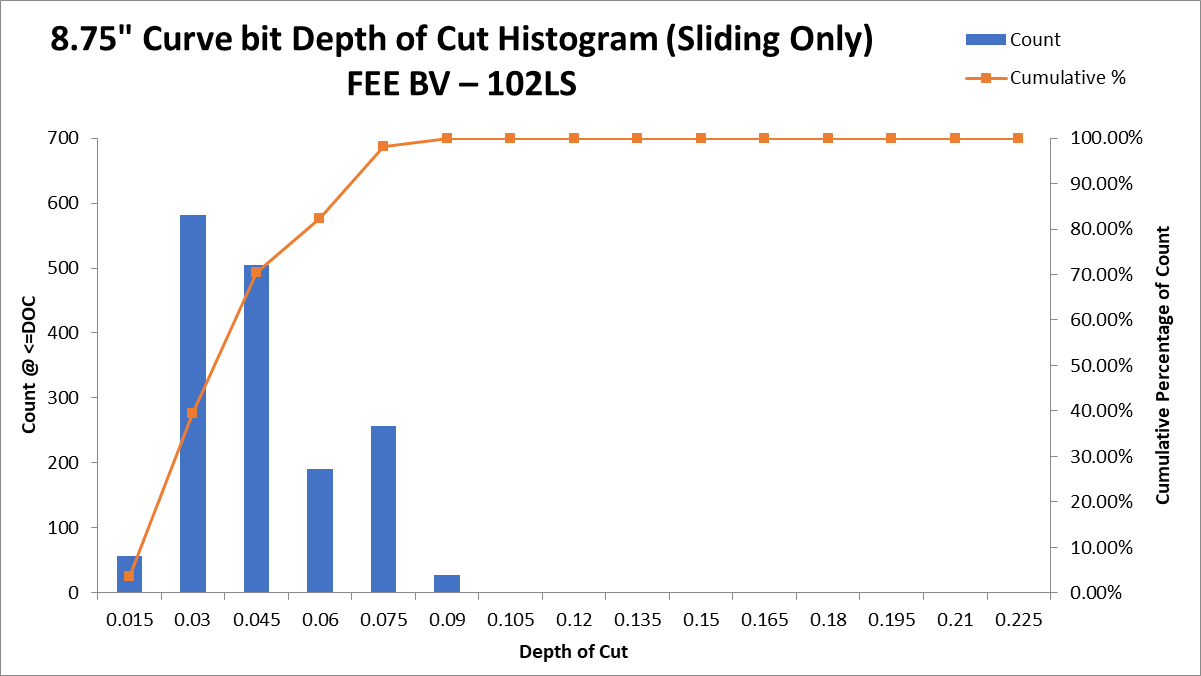 8.75" Curve bit Depth of Cut Histogram (Sliding Only)
FEE BV – 102LS
Count
Cumulative %
700
600
500
400
300
200
100
0
Count @ <=DOC
100.00%
90.00%
80.00%
70.00%
60.00%
50.00%
40.00%
30.00%
20.00%
10.00%
0.00%
Cumulative Percentage of Count
0.015 0.03 0.045 0.06 0.075 0.09 0.105 0.12 0.135 0.15 0.165 0.18 0.195 0.21 0.225
Depth of Cut